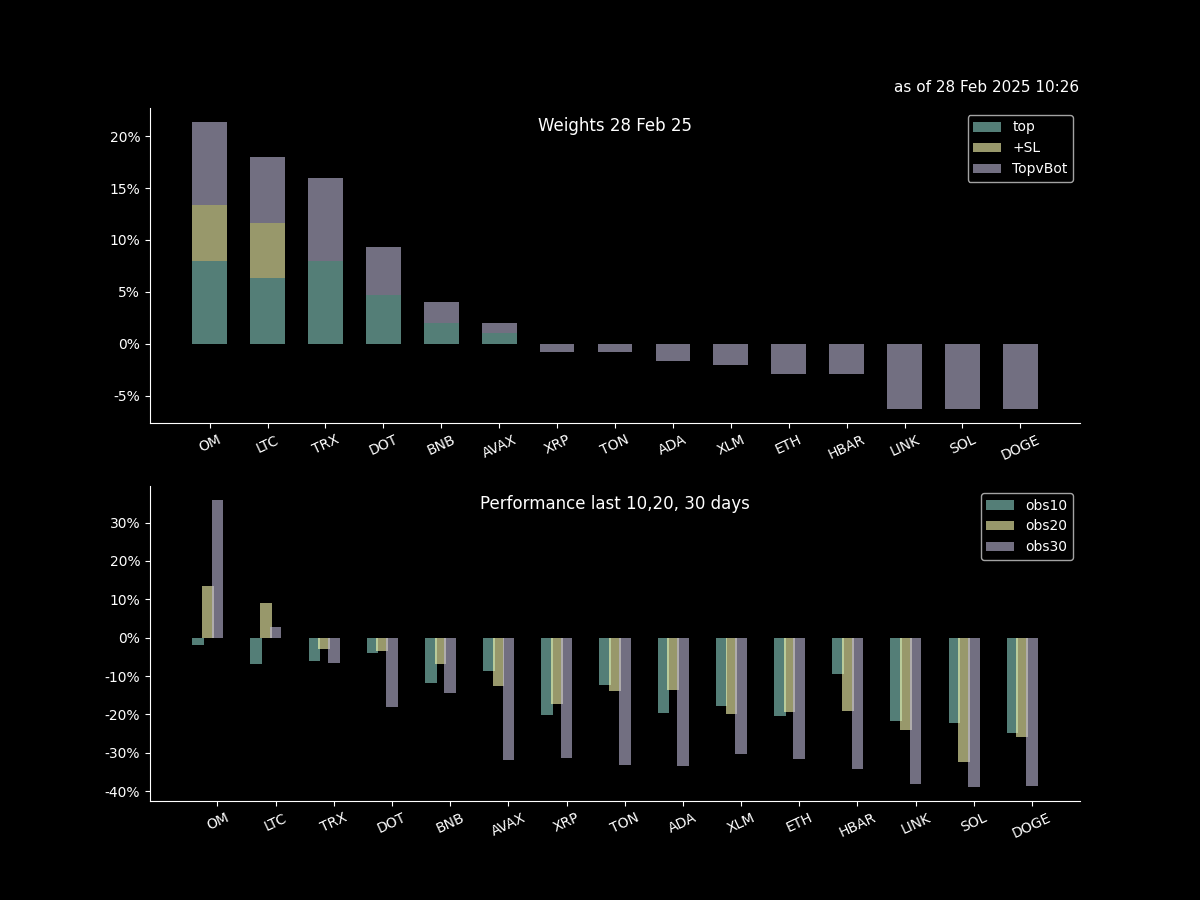 as of 28 Feb 2025 10:26
Weights 28 Feb 25
top
+SL
TopvBot
20%
15%
10%
5%
0%
-5%
OM LTC TRX DOT BNB AVAX XRP TON ADA XLM ETH HBAR LINK SOL DOGE
Performance last 10,20, 30 days
obs10
obs20
obs30
30%
20%
10%
0%
-10%
-20%
-30%
-40%
OM LTC TRX DOT BNB AVAX XRP TON ADA XLM ETH HBAR LINK SOL DOGE